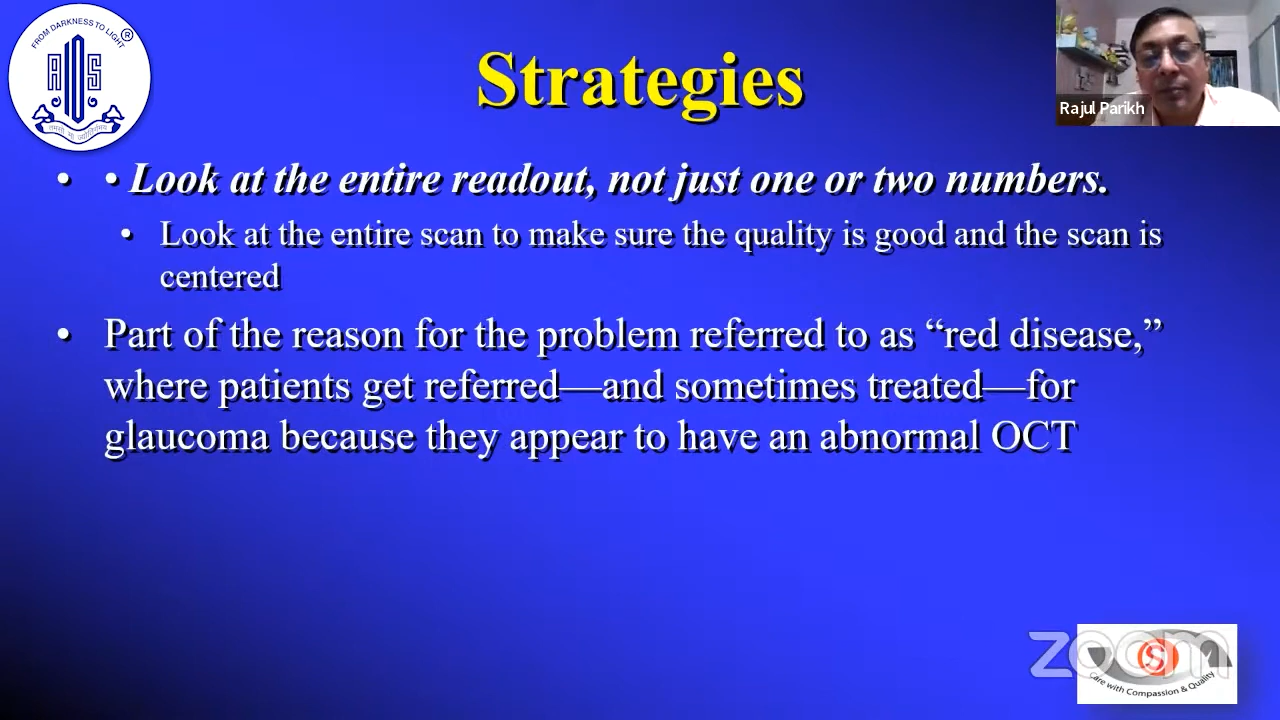 FROM DARKNESS TO LIGHT
®
AIOS
तमसो मा ज्योतिर्गमय
Strategies
Rajul Parikh
• • Look at the entire readout, not just one or two numbers.
• Look at the entire scan to make sure the quality is good and the scan is
centered
• Part of the reason for the problem referred to as “red disease,”
where patients get referred—and sometimes treated—for
glaucoma because they appear to have an abnormal OCT
zoom
S
Care with Compassion & Quality